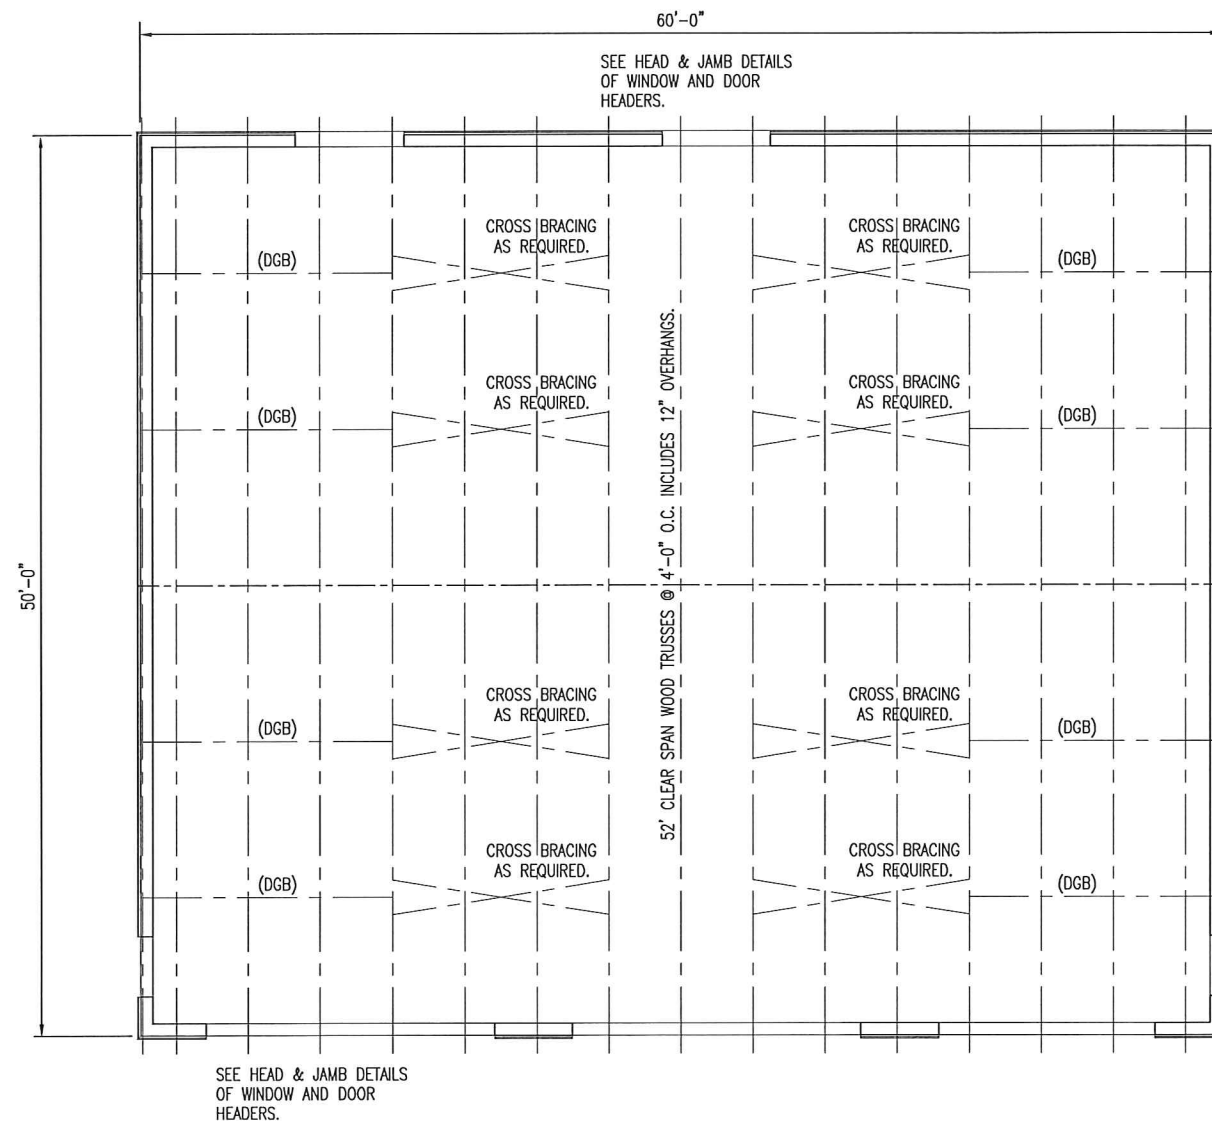 60'-0"
SEE HEAD & JAMB DETAILS
OF WINDOW AND DOOR
HEADERS.
CROSS BRACING
AS REQUIRED.
CROSS BRACING
AS REQUIRED.
(DGB)
(DGB)
CROSS BRACING
AS REQUIRED.
CROSS BRACING
AS REQUIRED.
(DGB)
(DGB)
52' CLEAR SPAN WOOD TRUSSES @ 4'-0" O.C. INCLUDES 12" OVERHANGS.
50'-0"
CROSS BRACING
AS REQUIRED.
CROSS BRACING
AS REQUIRED.
(DGB)
(DGB)
CROSS BRACING
AS REQUIRED.
CROSS BRACING
AS REQUIRED.
(DGB)
(DGB)
SEE HEAD & JAMB DETAILS
OF WINDOW AND DOOR
HEADERS.